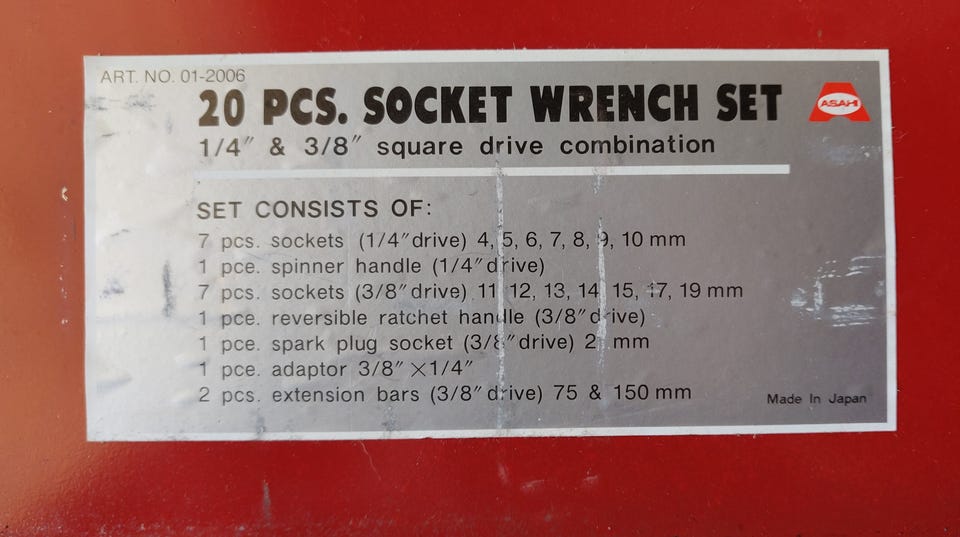 ART. NO. 01-2006
20 PCS. SOCKET WRENCH SET
ASAHI
1/4″ & 3/8″ square drive combination
SET CONSISTS OF:
7 pcs. sockets (1/4″drive) 4, 5, 6, 7, 8, 9, 10 mm
1 pce. spinner handle (1/4″drive)
7 pcs. sockets (3/8″drive) 11 12, 13, 14 15, 17, 19 mm
1 pce. reversible ratchet handle (3/8″drive)
1 pce. spark plug socket (3/8″drive) mm
1 pce. adaptor 3/8″ ×1/4″
2 pcs. extension bars (3/8″drive) 75 & 150 mm
Made In Japan